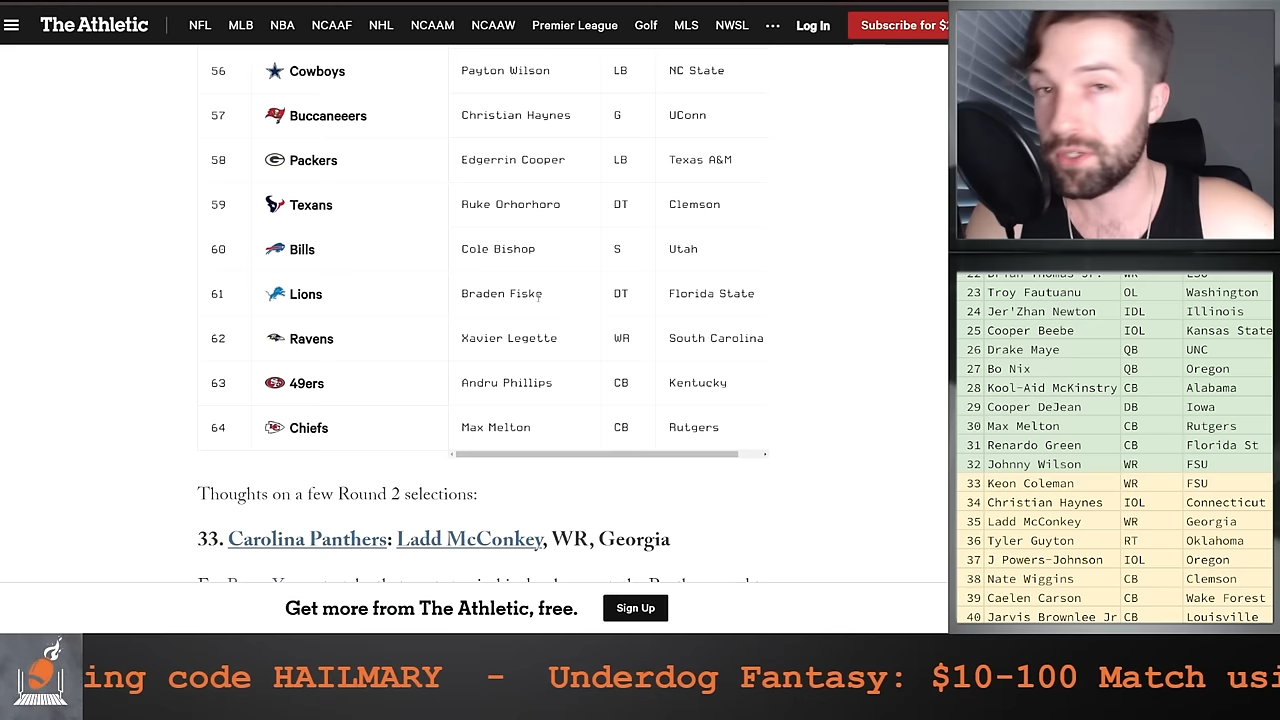 The Athletic NFL MLB NBA NCAAF NHL NCAAM NCAAW Premier League Golf MLS NWSL ••• Log In Subscribe for $
56 Cowboys Payton Wilson LB NC State
57 Buccaneeers Christian Haynes G UConn
58 Packers Edgerrin Cooper LB Texas A&M
59 Texans Ruke Orhorhoro DT Clemson
60 Bills Cole Bishop S Utah
61 Lions Braden Fiske DT Florida State
62 Ravens Xavier Legette WR South Carolina
63 49ers Andru Phillips CB Kentucky
64 Chiefs Max Melton CB Rutgers
Thoughts on a few Round 2 selections:
33. Carolina Panthers: Ladd McConkey, WR, Georgia
Get more from The Athletic, free. Sign Up
22 Brian Thomas Jr. WR LSU
23 Troy Fautuanu OL Washington
24 Jer'Zhan Newton IDL Illinois
25 Cooper Beebe IOL Kansas State
26 Drake Maye QB UNC
27 Bo Nix QB Oregon
28 Kool-Aid McKinstry CB Alabama
29 Cooper DeJean DB Iowa
30 Max Melton CB Rutgers
31 Renardo Green CB Florida St
32 Johnny Wilson WR FSU
33 Keon Coleman WR FSU
34 Christian Haynes IOL Connecticut
35 Ladd McConkey WR Georgia
36 Tyler Guyton RT Oklahoma
37 J Powers-Johnson IOL Oregon
38 Nate Wiggins CB Clemson
39 Caelen Carson CB Wake Forest
40 Jarvis Brownlee Jr CB Louisville
ing code HAILMARY - Underdog Fantasy: $10-100 Match usi